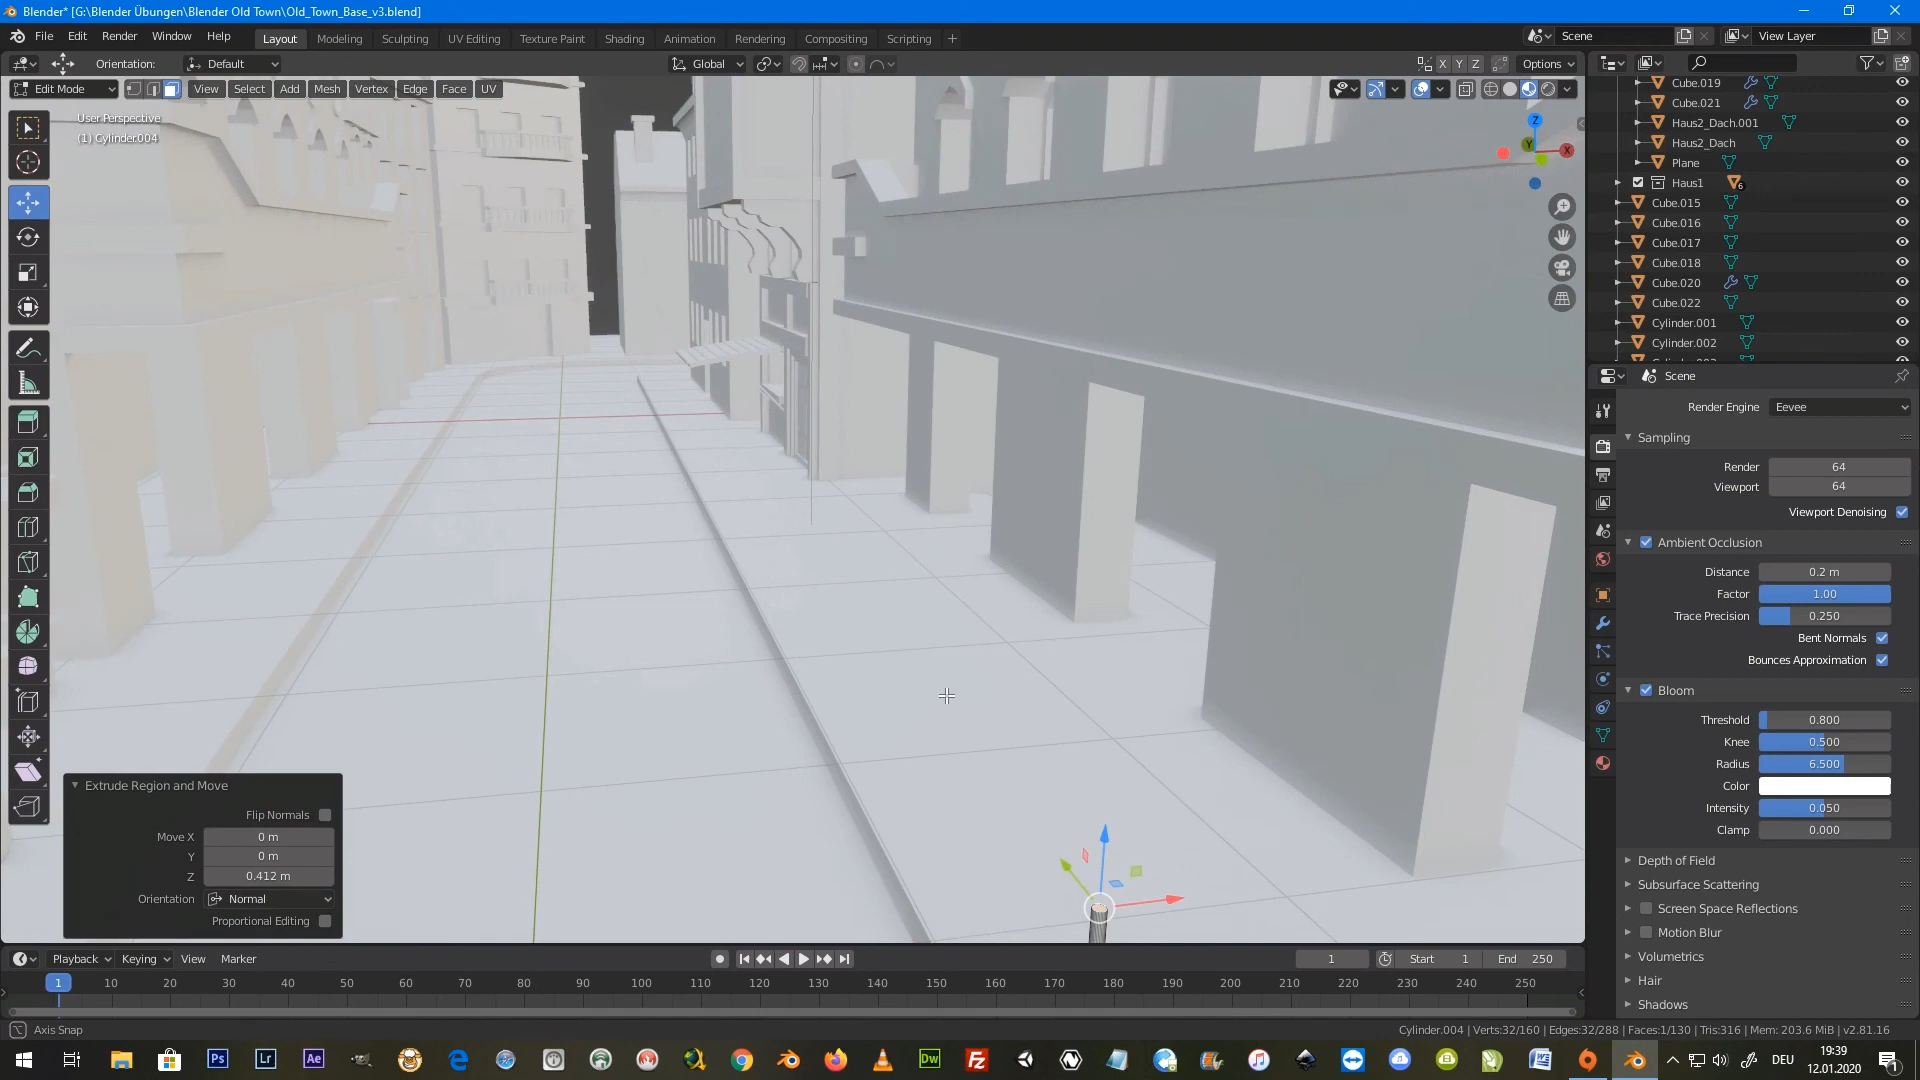 Blender* [G:\Blender Übungen\Blender Old Town\Old_Town_Base_v3.blend]
File Edit Render Window Help
Layout Modeling Sculpting UV Editing Texture Paint Shading Animation Rendering Compositing Scripting +
Scene View Layer
Orientation: Default Global X Y Z Options
Edit Mode View Select Add Mesh Vertex Edge Face UV
User Perspective
(1) Cylinder.004
Z
Y
X
Cube.019
Cube.021
Haus2_Dach.001
Haus2_Dach
Plane
Haus1 6
Cube.015
Cube.016
Cube.017
Cube.018
Cube.020
Cube.022
Cylinder.001
Cylinder.002
Scene
Render Engine Eevee
Sampling
Render 64
Viewport 64
Viewport Denoising
Ambient Occlusion
Distance 0.2 m
Factor 1.00
Trace Precision 0.250
Bent Normals
Bounces Approximation
Bloom
Threshold 0.800
Knee 0.500
Radius 6.500
Color
Intensity 0.050
Clamp 0.000
Depth of Field
Subsurface Scattering
Screen Space Reflections
Motion Blur
Volumetrics
Hair
Shadows
Extrude Region and Move
Flip Normals
Move X 0 m
Y 0 m
Z 0.412 m
Orientation Normal
Proportional Editing
Playback Keying View Marker 1 Start 1 End 250
1 10 20 30 40 50 60 70 80 90 100 110 120 130 140 150 160 170 180 190 200 210 220 230 240 250
Axis Snap
Cylinder.004 | Verts:32/160 | Edges:32/288 | Faces:1/130 | Tris:316 | Mem: 203.6 MiB | v2.81.16
Ps Lr Ae Dw Fz
DEU
19:39
12.01.2020
1